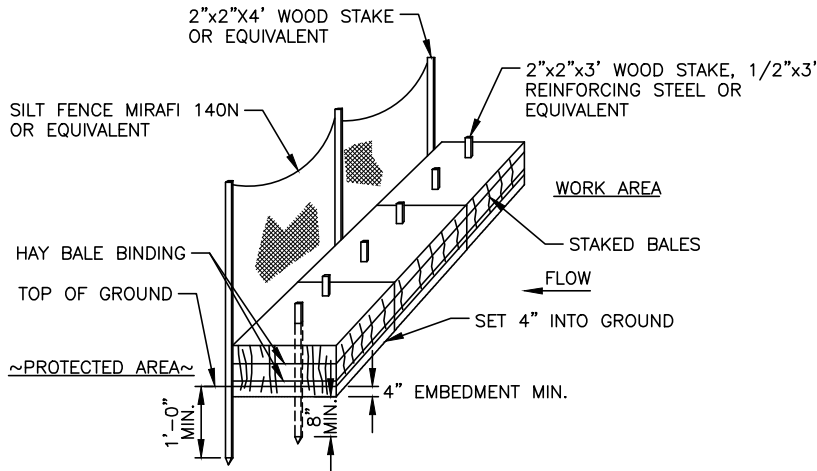 2"x2"X4' WOOD STAKE
OR EQUIVALENT
2"x2"x3' WOOD STAKE, 1/2"x3'
REINFORCING STEEL OR
EQUIVALENT
SILT FENCE MIRAFI 140N
OR EQUIVALENT
WORK AREA
STAKED BALES
HAY BALE BINDING
FLOW
TOP OF GROUND
SET 4" INTO GROUND
~PROTECTED AREA~
4" EMBEDMENT MIN.
1'-0"
MIN.
8"
MIN.